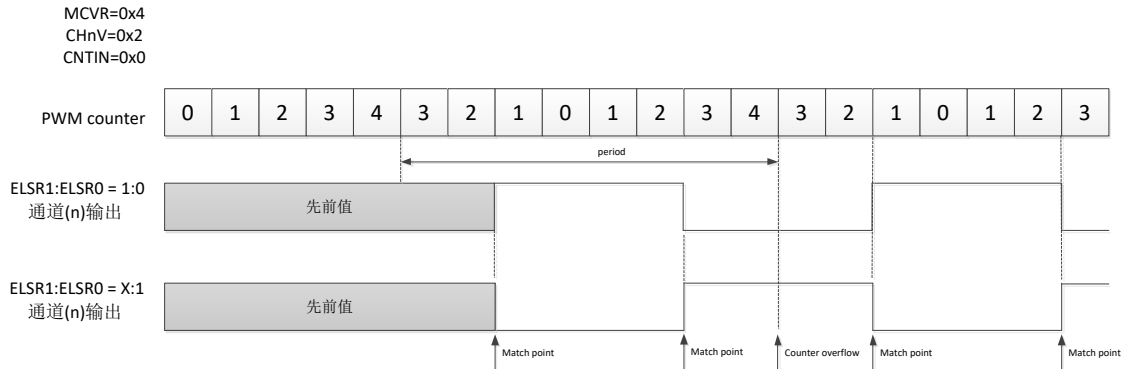 MCVR=0x4
CHnV=0x2
CNTIN=0x0
PWM counter 0 1 2 3 4 3 2 1 0 1 2 3 4 3 2 1 0 1 2 3
period
ELSR1:ELSR0 = 1:0
通道(n)输出
先前值
ELSR1:ELSR0 = X:1
通道(n)输出
先前值
Match point Match point Counter overflow Match point Match point